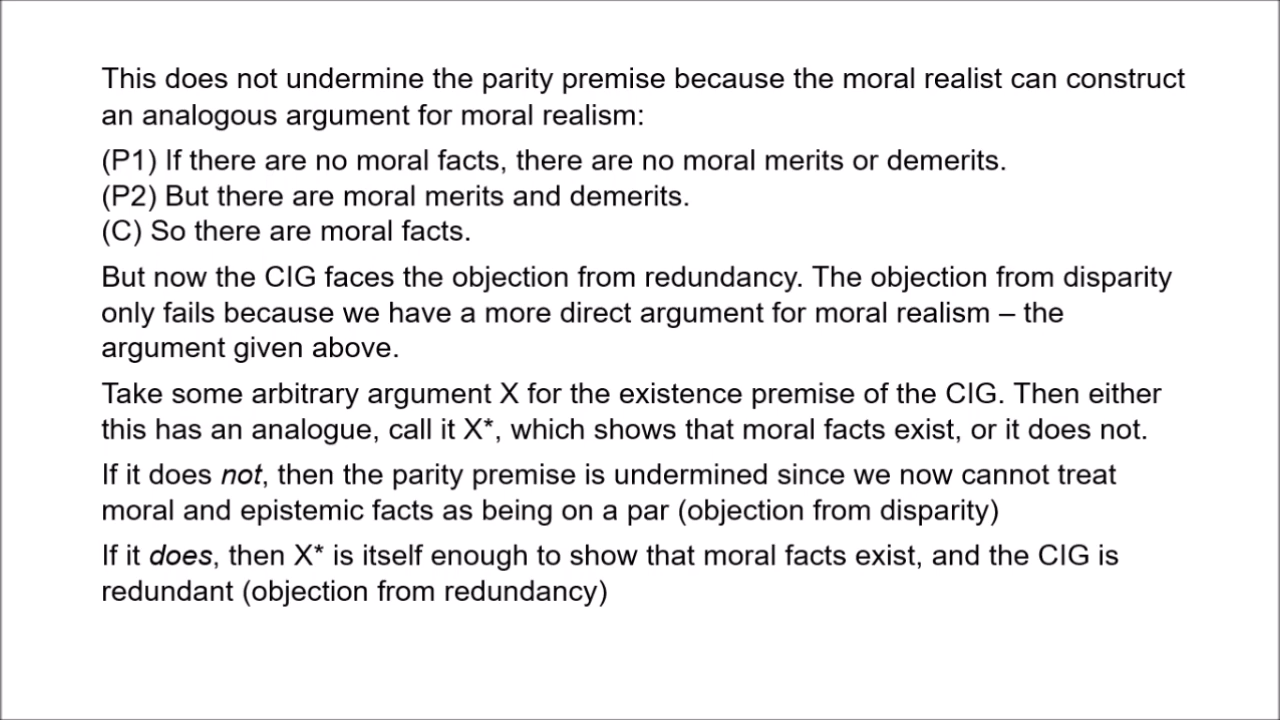 This does not undermine the parity premise because the moral realist can construct
an analogous argument for moral realism:
(P1) If there are no moral facts, there are no moral merits or demerits.
(P2) But there are moral merits and demerits.
(C) So there are moral facts.
But now the CIG faces the objection from redundancy. The objection from disparity
only fails because we have a more direct argument for moral realism – the
argument given above.
Take some arbitrary argument X for the existence premise of the CIG. Then either
this has an analogue, call it X*, which shows that moral facts exist, or it does not.
If it does not, then the parity premise is undermined since we now cannot treat
moral and epistemic facts as being on a par (objection from disparity)
If it does, then X* is itself enough to show that moral facts exist, and the CIG is
redundant (objection from redundancy)